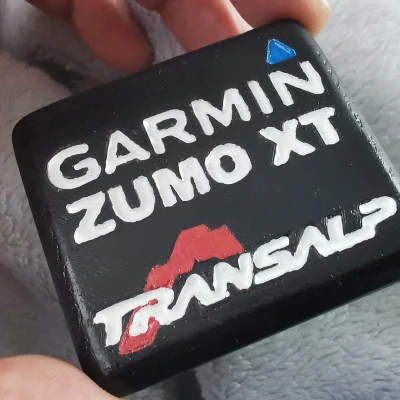 GARMIN
ZUMO XT
TRANSALP